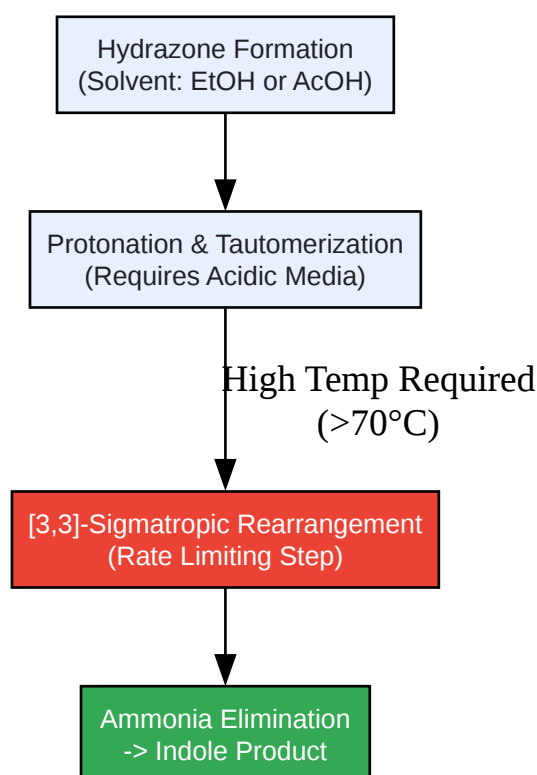 Hydrazone Formation
(Solvent: EtOH or AcOH)
Protonation & Tautomerization
(Requires Acidic Media)
High Temp Required
(>70°C)
[3,3]-Sigmatropic Rearrangement
(Rate Limiting Step)
Ammonia Elimination
-> Indole Product